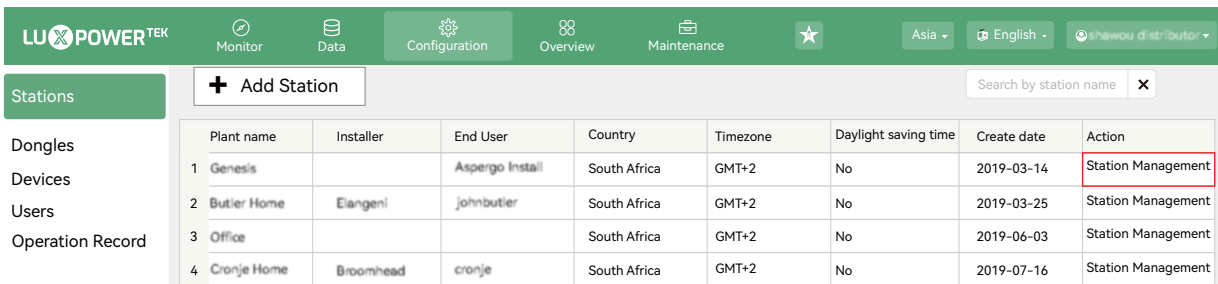 LUXPOWERTEK
Monitor Data Configuration Overview Maintenance Asia English shawou distributor
Stations
+ Add Station
Search by station name
Plant name Installer End User Country Timezone Daylight saving time Create date Action
1 Genesis Aspergo Install South Africa GMT+2 No 2019-03-14 Station Management
2 Butler Home Elangeni johnbutler South Africa GMT+2 No 2019-03-25 Station Management
3 Office South Africa GMT+2 No 2019-06-03 Station Management
4 Cronje Home Broomhead cronje South Africa GMT+2 No 2019-07-16 Station Management
Dongles
Devices
Users
Operation Record